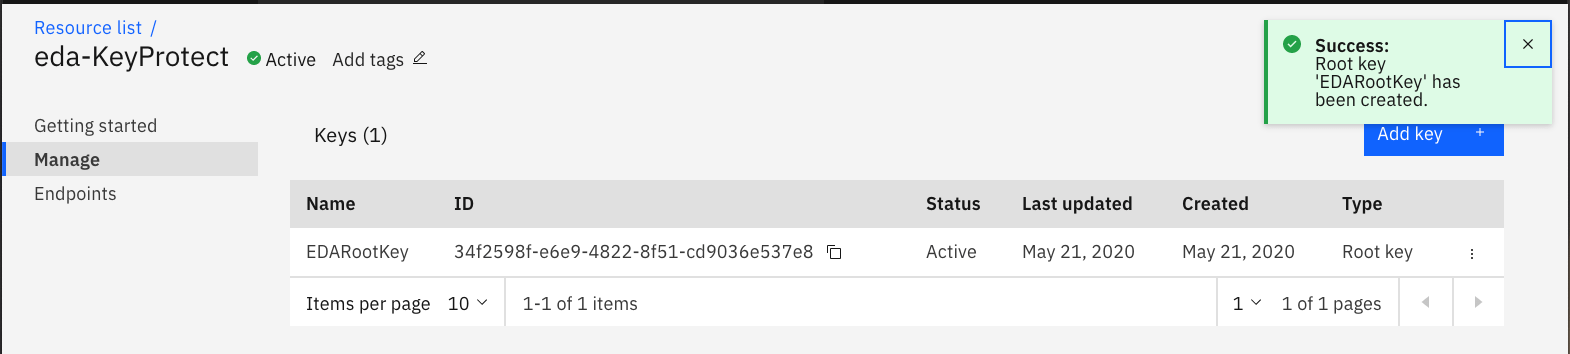 Resource list /
eda-KeyProtect Active Add tags
Success:
Root key
'EDARootKey' has
been created.
Getting started
Manage
Endpoints
Keys (1)
Add key +
Name ID Status Last updated Created Type
EDARootKey 34f2598f-e6e9-4822-8f51-cd9036e537e8 Active May 21, 2020 May 21, 2020 Root key
Items per page 10 1-1 of 1 items 1 1 of 1 pages